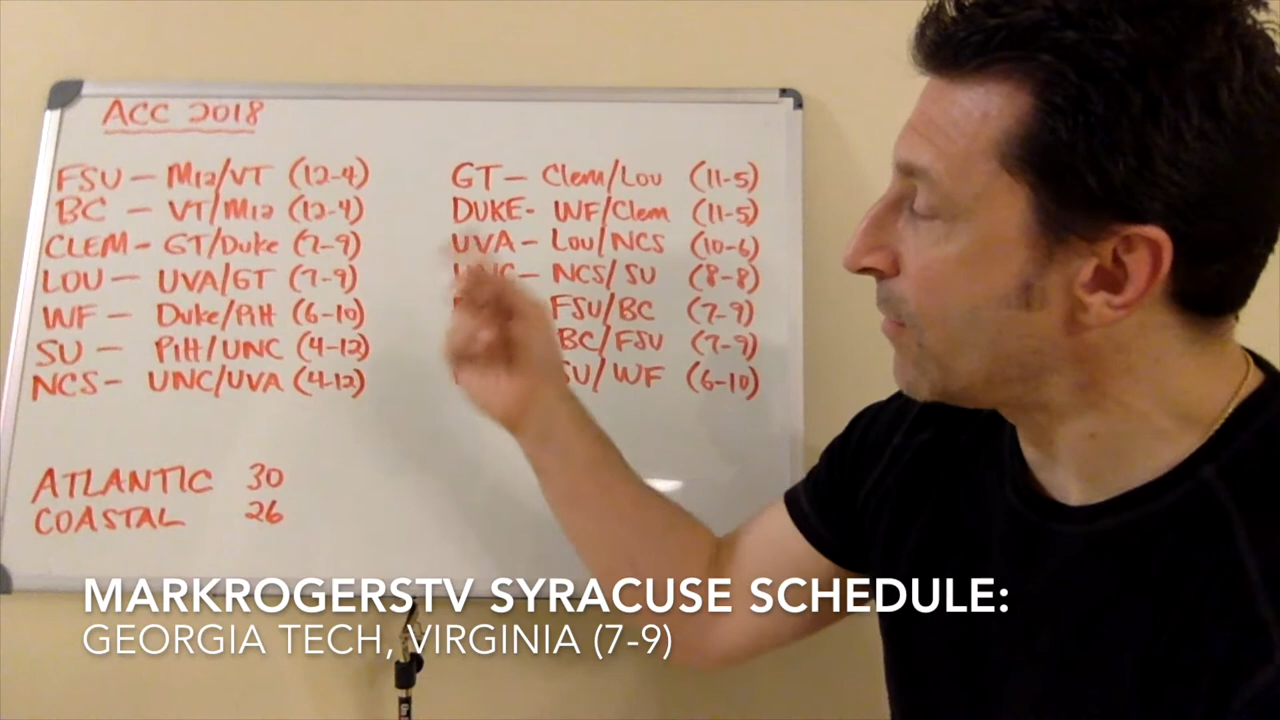 ACC 2018
FSU — MIA/VT (12-4)
BC — VT/MIA (12-4)
CLEM - GT/Duke (7-9)
LOU — UVA/GT (7-9)
WF — Duke/Pitt (6-10)
SU — Pitt/UNC (4-12)
NCS - UNC/UVA (4-12)
GT — Clem/Lou (11-5)
DUKE - WF/Clem (11-5)
UVA — Lou/NCS (10-6)
UNC — NCS/SU (8-8)
FSU/BC (7-9)
BC/FSU (7-9)
SU/WF (6-10)
ATLANTIC 30
COASTAL 26
MARKROGERSTV SYRACUSE SCHEDULE:
GEORGIA TECH, VIRGINIA (7-9)